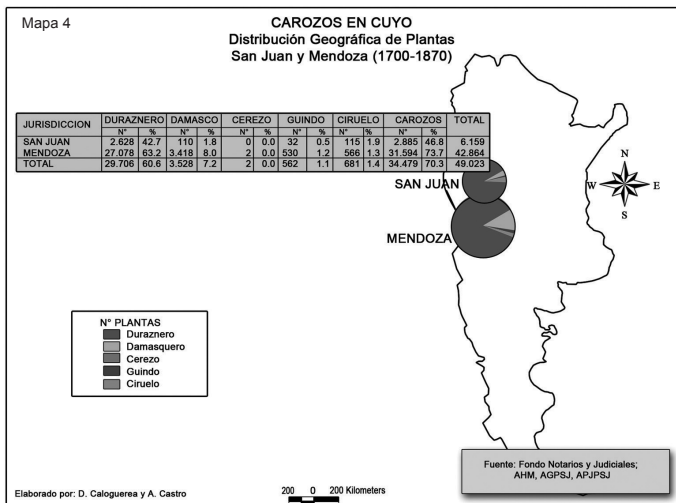 Mapa 4
CAROZOS EN CUYO
Distribución Geográfica de Plantas
San Juan y Mendoza (1700-1870)
JURISDICCION DURAZNERO DAMASCO CEREZO GUINDO CIRUELO CAROZOS TOTAL
N° % N° % N° % N° % N° % N° %
SAN JUAN 2.628 42.7 110 1.8 0 0.0 32 0.5 115 1.9 2.885 46.8 6.159
MENDOZA 27.078 63.2 3.418 8.0 2 0.0 530 1.2 566 1.3 31.594 73.7 42.864
TOTAL 29.706 60.6 3.528 7.2 2 0.0 562 1.1 681 1.4 34.479 70.3 49.023
SAN JUAN
MENDOZA
N
W E
S
N° PLANTAS
Duraznero
Damasquero
Cerezo
Guindo
Ciruelo
Fuente: Fondo Notarios y Judiciales;
AHM, AGPSJ, APJPSJ
Elaborado por: D. Caloguerea y A. Castro
200 0 200 Kilometers